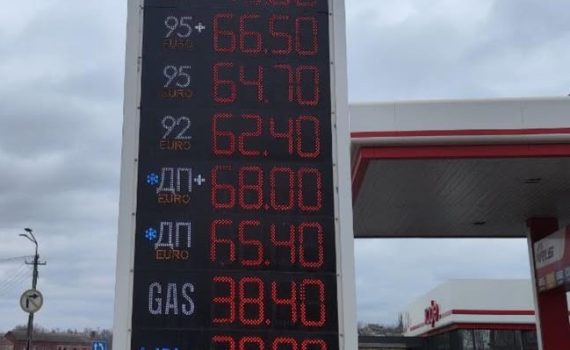 95+ 66.50
EURO
95 64.70
EURO
92 62.40
EURO
ДП+ 68.00
EURO
ДП 65.40
EURO
GAS 38.40